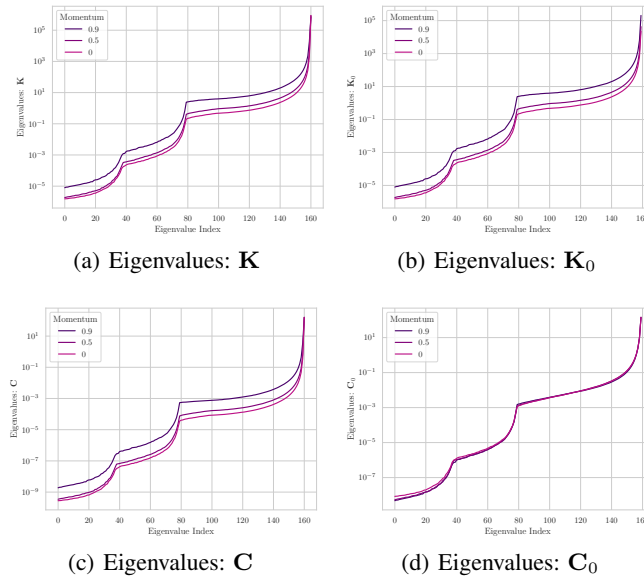 Momentum
0.9
0.5
0
10^5
10^3
10^1
10^-1
10^-3
10^-5
Eigenvalues: K
0 20 40 60 80 100 120 140 160
Eigenvalue Index
(a) Eigenvalues: K
Momentum
0.9
0.5
0
10^5
10^3
10^1
10^-1
10^-3
10^-5
Eigenvalues: K_0
0 20 40 60 80 100 120 140 160
Eigenvalue Index
(b) Eigenvalues: K_0
Momentum
0.9
0.5
0
10^1
10^-1
10^-3
10^-5
10^-7
10^-9
Eigenvalues: C
0 20 40 60 80 100 120 140 160
Eigenvalue Index
(c) Eigenvalues: C
Momentum
0.9
0.5
0
10^1
10^-1
10^-3
10^-5
10^-7
Eigenvalues: C_0
0 20 40 60 80 100 120 140 160
Eigenvalue Index
(d) Eigenvalues: C_0